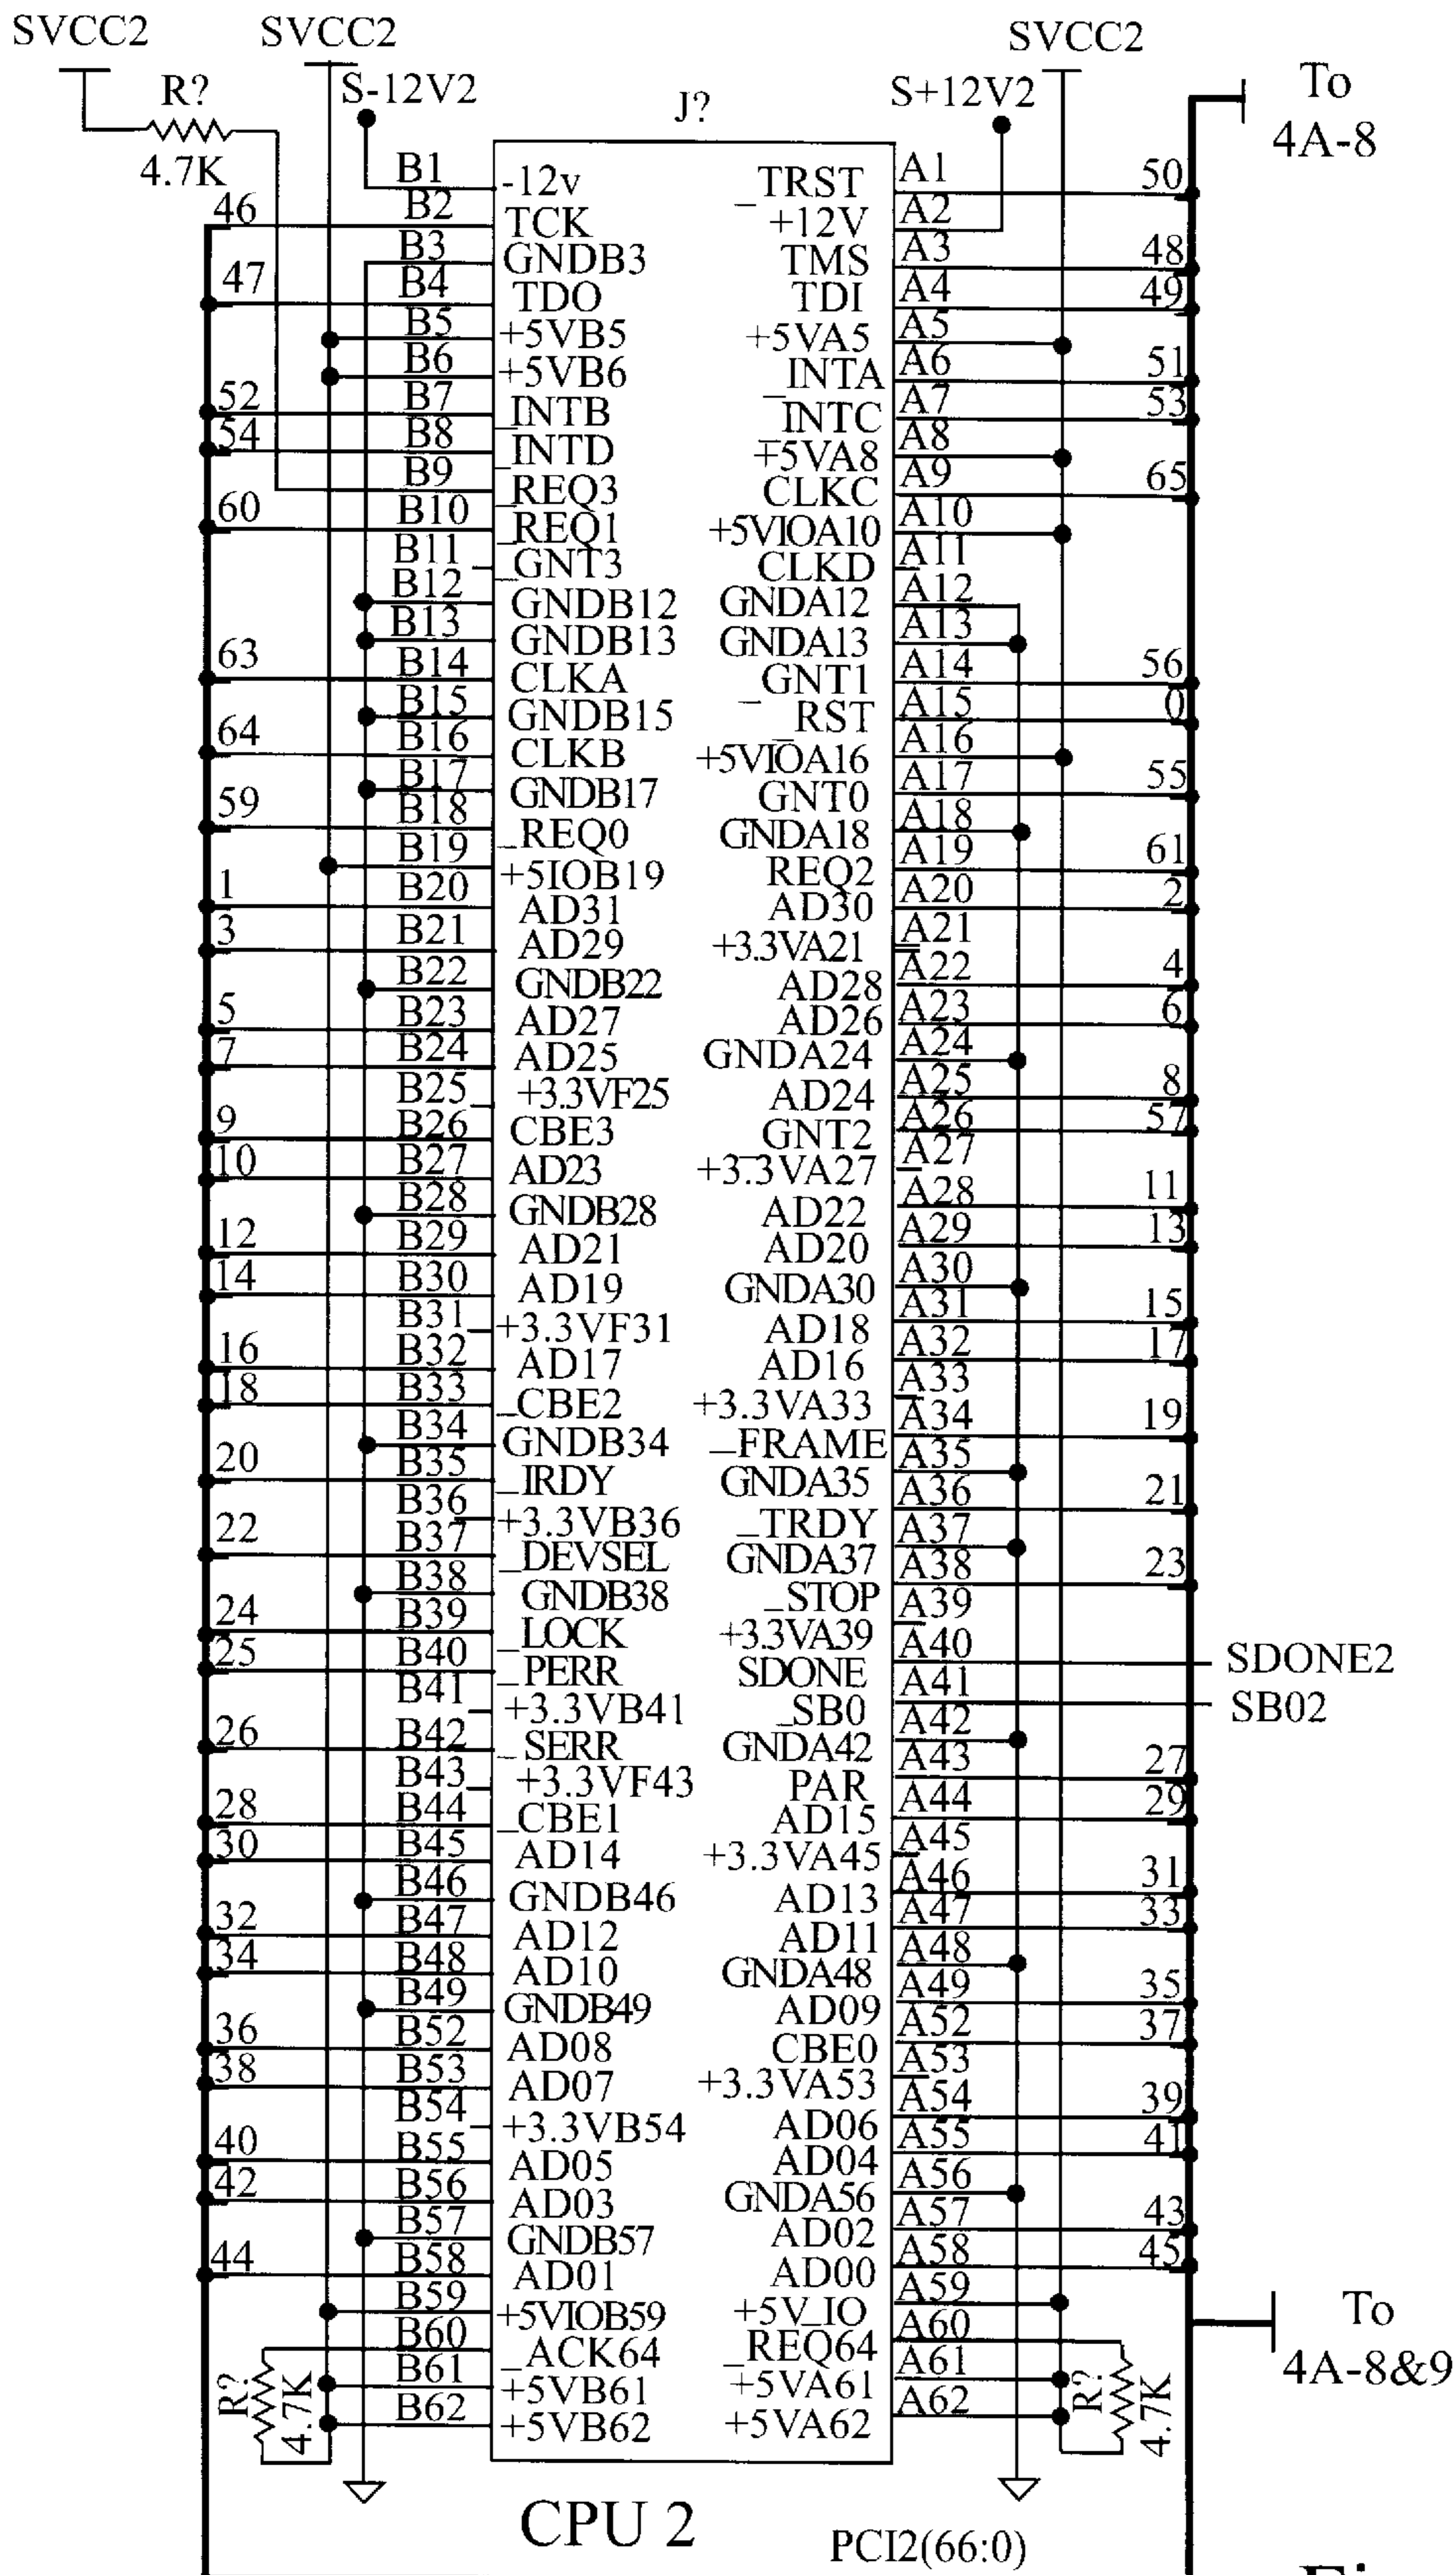 SVCC2 SVCC2 SVCC2
R? S-12V2 J? S+12V2 To
4.7K 4A-8
B1 -12v _TRST A1 50
46 B2 TCK +12V A2
B3 GNDB3 TMS A3 48
47 B4 TDO TDI A4 49
B5 +5VB5 +5VA5 A5
B6 +5VB6 _INTA A6 51
52 B7 _INTB _INTC A7 53
54 B8 _INTD +5VA8 A8
B9 _REQ3 CLKC A9 65
60 B10 _REQ1 +5VIOA10 A10
B11 _GNT3 CLKD A11
B12 GNDB12 GNDA12 A12
B13 GNDB13 GNDA13 A13
63 B14 CLKA _GNT1 A14 56
B15 GNDB15 _RST A15 0
64 B16 CLKB +5VIOA16 A16
B17 GNDB17 GNT0 A17 55
59 B18 _REQ0 GNDA18 A18
B19 +5IOB19 REQ2 A19 61
1 B20 AD31 AD30 A20 2
3 B21 AD29 +3.3VA21 A21
B22 GNDB22 AD28 A22 4
5 B23 AD27 AD26 A23 6
7 B24 AD25 GNDA24 A24
B25 +3.3VF25 AD24 A25 8
9 B26 CBE3 _GNT2 A26 57
10 B27 AD23 +3.3VA27 A27
B28 GNDB28 AD22 A28 11
12 B29 AD21 AD20 A29 13
14 B30 AD19 GNDA30 A30
B31 +3.3VF31 AD18 A31 15
16 B32 AD17 AD16 A32 17
18 B33 _CBE2 +3.3VA33 A33
B34 GNDB34 _FRAME A34 19
20 B35 _IRDY GNDA35 A35
B36 +3.3VB36 _TRDY A36 21
22 B37 _DEVSEL GNDA37 A37
B38 GNDB38 _STOP A38 23
24 B39 _LOCK +3.3VA39 A39
25 B40 _PERR SDONE A40 SDONE2
B41 +3.3VB41 _SB0 A41 SB02
26 B42 _SERR GNDA42 A42
B43 +3.3VF43 PAR A43 27
28 B44 _CBE1 AD15 A44 29
30 B45 AD14 +3.3VA45 A45
B46 GNDB46 AD13 A46 31
32 B47 AD12 AD11 A47 33
34 B48 AD10 GNDA48 A48
B49 GNDB49 AD09 A49 35
36 B52 AD08 CBE0 A52 37
38 B53 AD07 +3.3VA53 A53
B54 +3.3VB54 AD06 A54 39
40 B55 AD05 AD04 A55 41
42 B56 AD03 GNDA56 A56
B57 GNDB57 AD02 A57 43
44 B58 AD01 AD00 A58 45
B59 +5VIOB59 +5V_IO A59 To
B60 _ACK64 _REQ64 A60
R? 4.7K B61 +5VB61 +5VA61 A61 R? 4.7K 4A-8&9
B62 +5VB62 +5VA62 A62
CPU 2 PCI2(66:0)